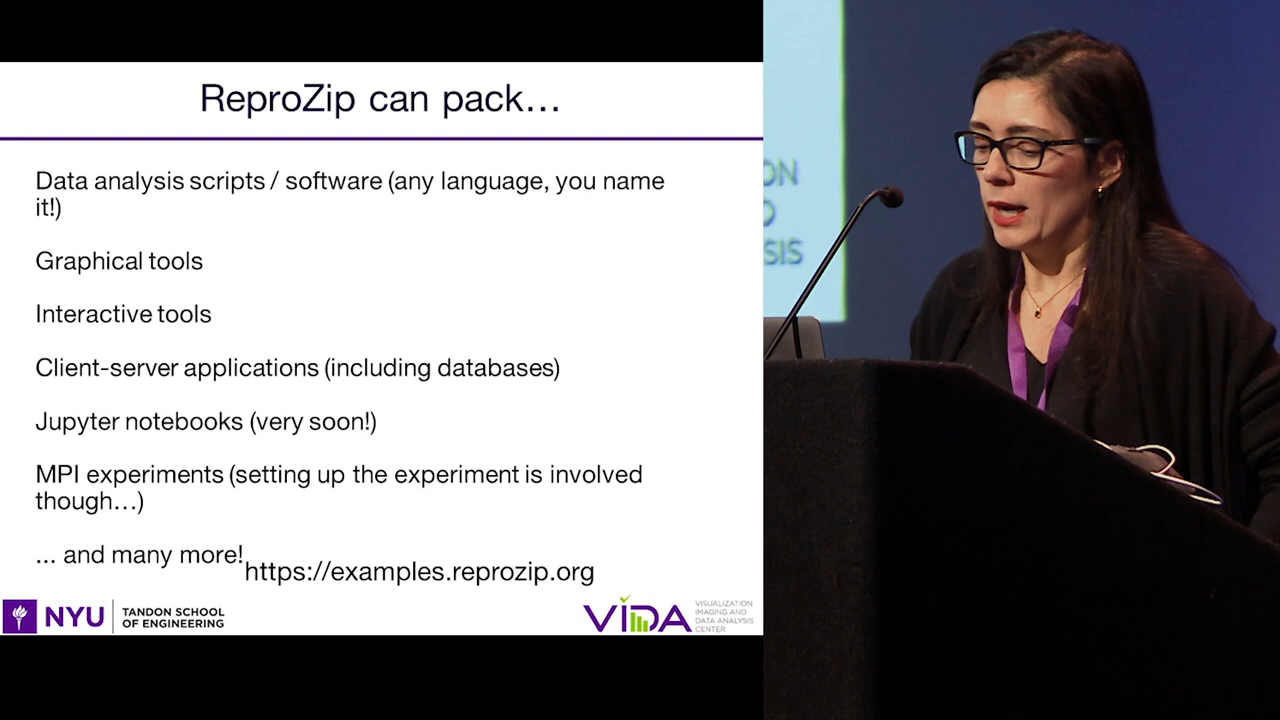 ReproZip can pack…
Data analysis scripts / software (any language, you name
it!)
Graphical tools
Interactive tools
Client-server applications (including databases)
Jupyter notebooks (very soon!)
MPI experiments (setting up the experiment is involved
though…)
... and many more!
https://examples.reprozip.org
NYU
TANDON SCHOOL
OF ENGINEERING
VIDA
VISUALIZATION
IMAGING AND
DATA ANALYSIS
CENTER
ON
SIS